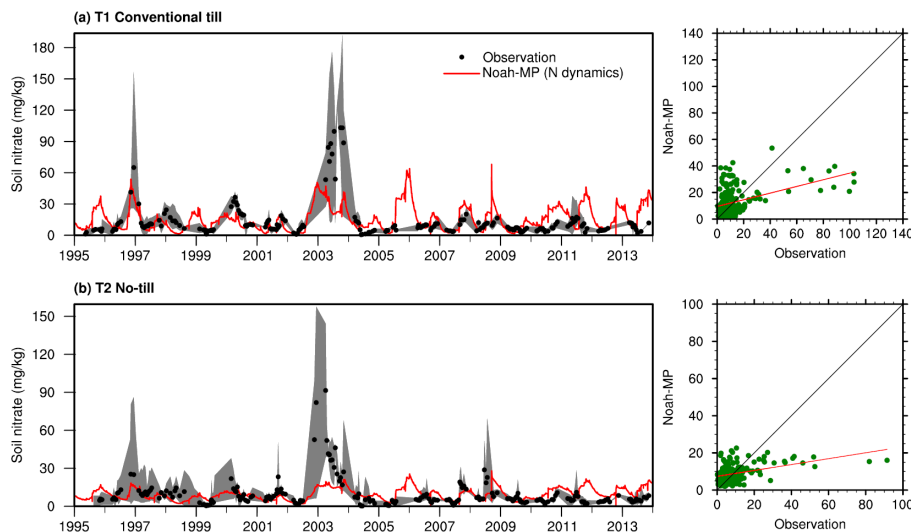 (a) T1 Conventional till
Soil nitrate (mg/kg)
180
150
120
90
60
30
0
Observation
Noah-MP (N dynamics)
1995 1997 1999 2001 2003 2005 2007 2009 2011 2013
Noah-MP
140
120
100
80
60
40
20
0
0 20 40 60 80 100 120 140
Observation
(b) T2 No-till
Soil nitrate (mg/kg)
150
120
90
60
30
0
1995 1997 1999 2001 2003 2005 2007 2009 2011 2013
Noah-MP
100
80
60
40
20
0
0 20 40 60 80 100
Observation